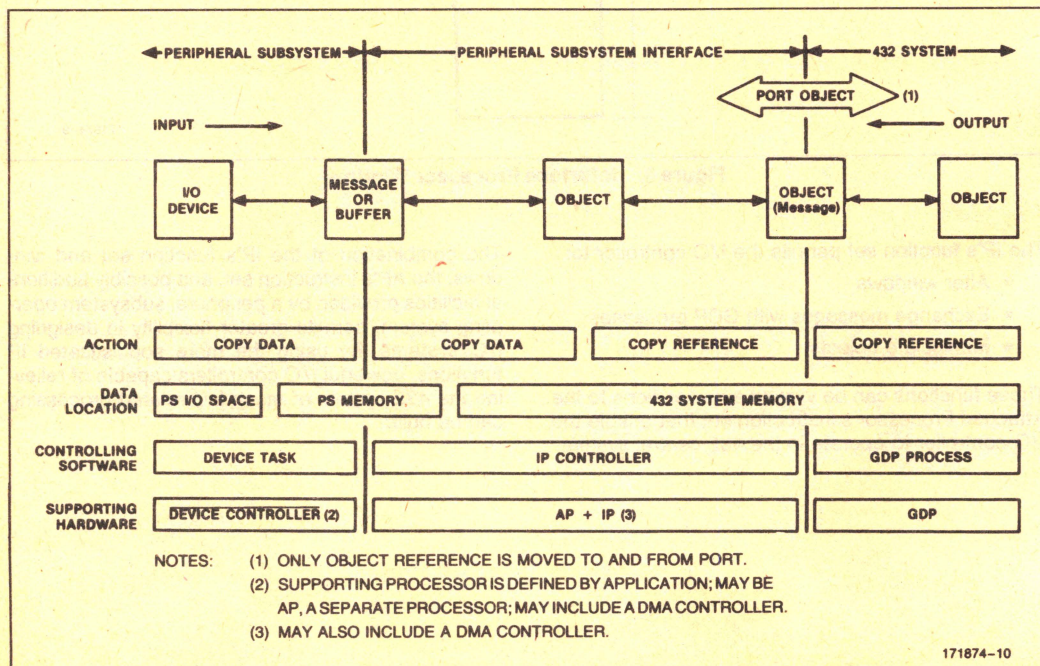 PERIPHERAL SUBSYSTEM
PERIPHERAL SUBSYSTEM INTERFACE
432 SYSTEM
PORT OBJECT (1)
INPUT
OUTPUT
I/O DEVICE
MESSAGE OR BUFFER
OBJECT
OBJECT (Message)
OBJECT
ACTION COPY DATA COPY DATA COPY REFERENCE COPY REFERENCE
DATA LOCATION PS I/O SPACE PS MEMORY. 432 SYSTEM MEMORY
CONTROLLING SOFTWARE DEVICE TASK IP CONTROLLER GDP PROCESS
SUPPORTING HARDWARE DEVICE CONTROLLER (2) AP + IP (3) GDP
NOTES: (1) ONLY OBJECT REFERENCE IS MOVED TO AND FROM PORT.
(2) SUPPORTING PROCESSOR IS DEFINED BY APPLICATION; MAY BE
AP, A SEPARATE PROCESSOR; MAY INCLUDE A DMA CONTROLLER.
(3) MAY ALSO INCLUDE A DMA CONTROLLER.
171874–10